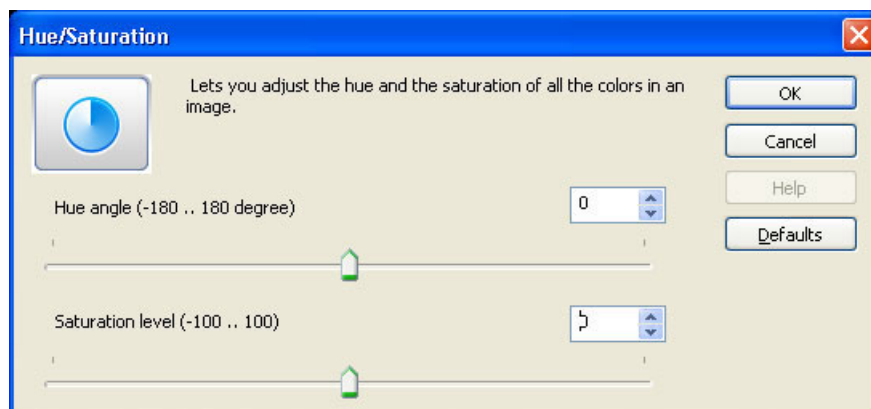 Hue/Saturation
Lets you adjust the hue and the saturation of all the colors in an
image.
OK
Cancel
Help
Defaults
Hue angle (-180 .. 180 degree)
0
Saturation level (-100 .. 100)